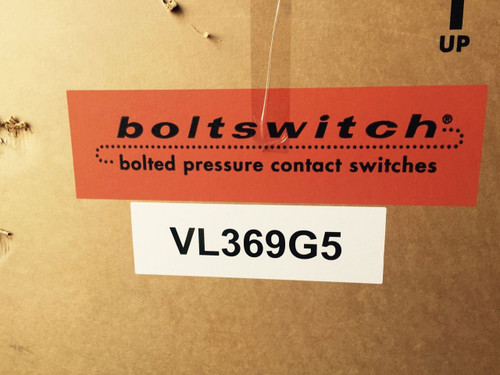 UP
boltswitch®
bolted pressure contact switches
VL369G5